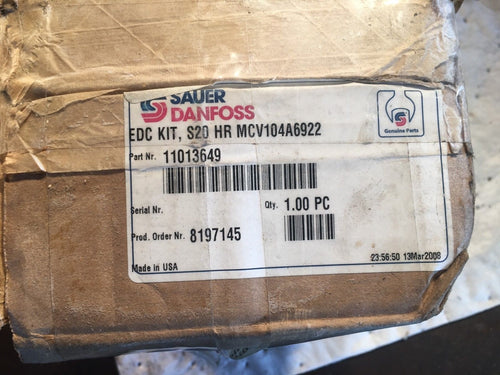 SAUER
DANFOSS
EDC KIT, S20 HR MCV104A6922
Genuine Parts
Part Nr. 11013649
Serial Nr.
Qty. 1.00 PC
Prod. Order Nr. 8197145
Made in USA
23:56:50 13Mar2008